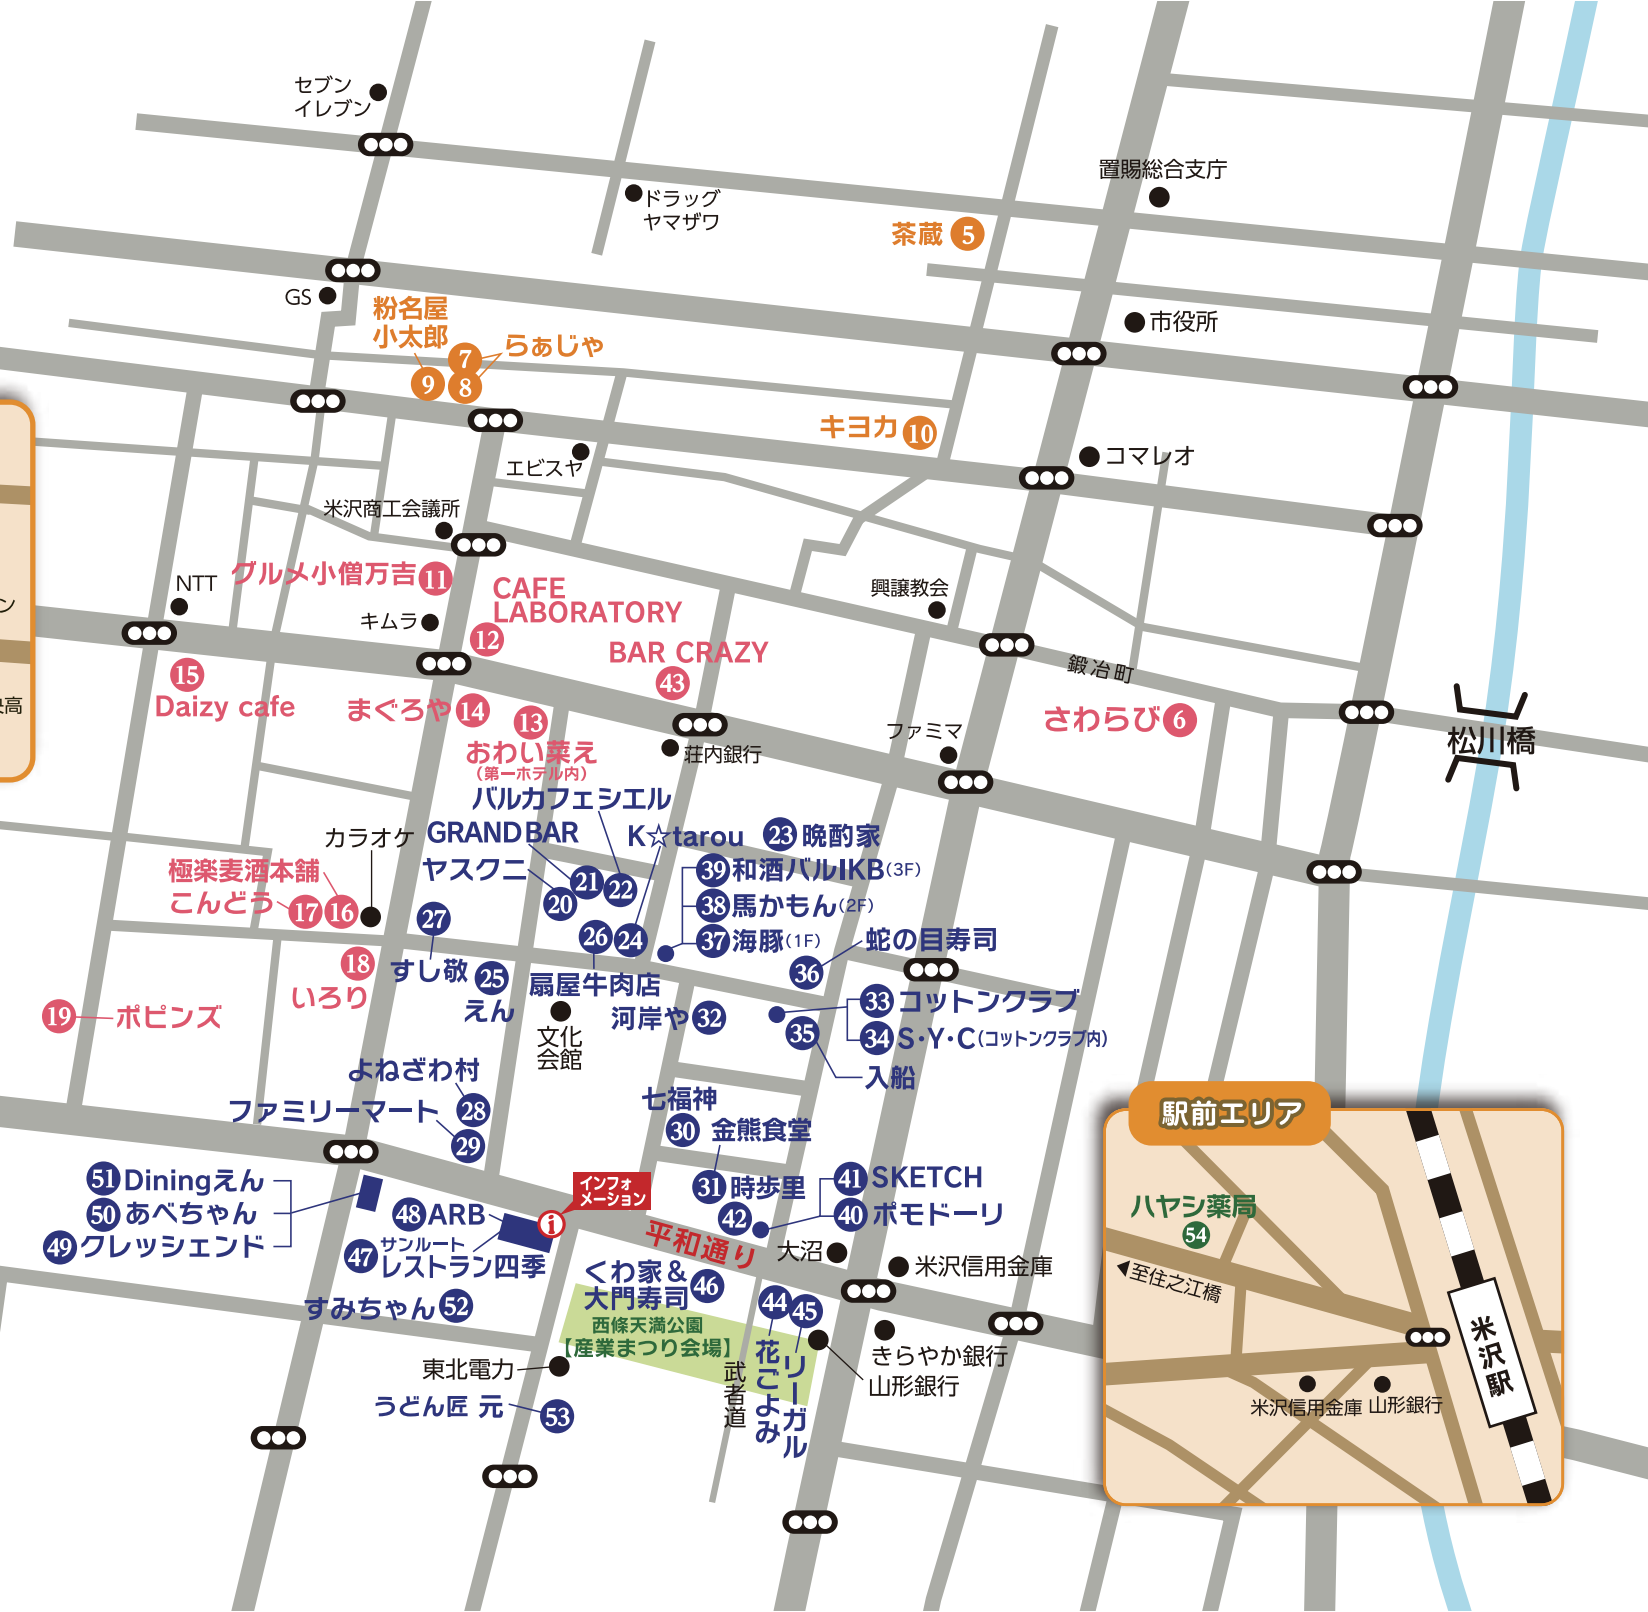 セブン
イレブン
ドラッグ
ヤマザワ
置賜総合支庁
茶蔵 5
GS
粉名屋
小太郎
9
7
8
らぁじゃ
市役所
キヨカ 10
コマレオ
エビスヤ
米沢商工会議所
NTT
グルメ小僧万吉 11
CAFE
LABORATORY
12
興譲教会
キムラ
BAR CRAZY
43
鍛冶町
15
Daizy cafe
まぐろや 14
13
おわい菜え
(第一ホテル内)
荘内銀行
ファミマ
さわらび 6
松川橋
ン
央高
バルカフェシエル
カラオケ
GRAND BAR
K☆tarou
23 晩酌家
ヤスクニ
21
22
20
39 和酒バルIKB(3F)
38 馬かもん(2F)
37 海豚(1F)
極楽麦酒本舗
こんどう 17 16
27
26 24
蛇の目寿司
36
18
いろり
すし敬
25
えん
扇屋牛肉店
河岸や 32
文化
会館
33 コットンクラブ
34 S・Y・C(コットンクラブ内)
35
入船
19 ポピンズ
よねざわ村
28
ファミリーマート
29
七福神
30
金熊食堂
31 時歩里
42
41 SKETCH
40 ポモドーリ
51 Diningえん
50 あべちゃん
49 クレッシェンド
48 ARB
47
サンルート
レストラン四季
インフォ
メーション
i
平和通り
大沼
米沢信用金庫
すみちゃん 52
くわ家&
大門寿司 46
西條天満公園
【産業まつり会場】
44
45
花ごよみ
リーガル
武者道
きらやか銀行
山形銀行
東北電力
うどん匠 元
53
駅前エリア
ハヤシ薬局
54
至住之江橋
米沢信用金庫
山形銀行
米沢駅